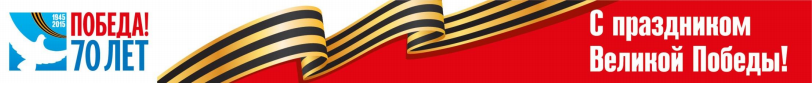 1945
2015
ПОБЕДА!
70 ЛЕТ
С праздником
Великой Победы!